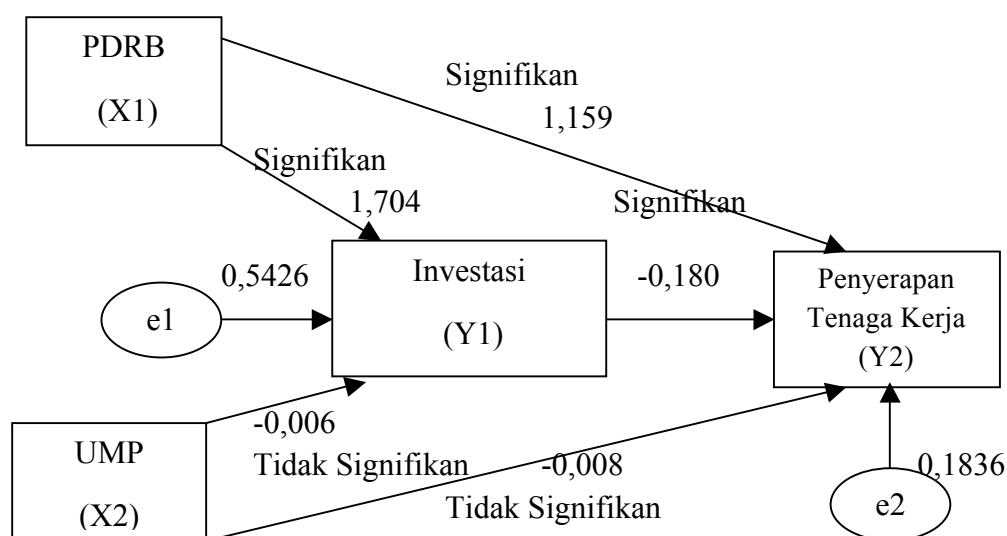 PDRB
(X1)
Signifikan
1,159
Signifikan
1,704
Signifikan
0,5426
Investasi
(Y1)
-0,180
Penyerapan
Tenaga Kerja
(Y2)
e1
-0,006
Tidak Signifikan
UMP
(X2)
-0,008
Tidak Signifikan
0,1836
e2